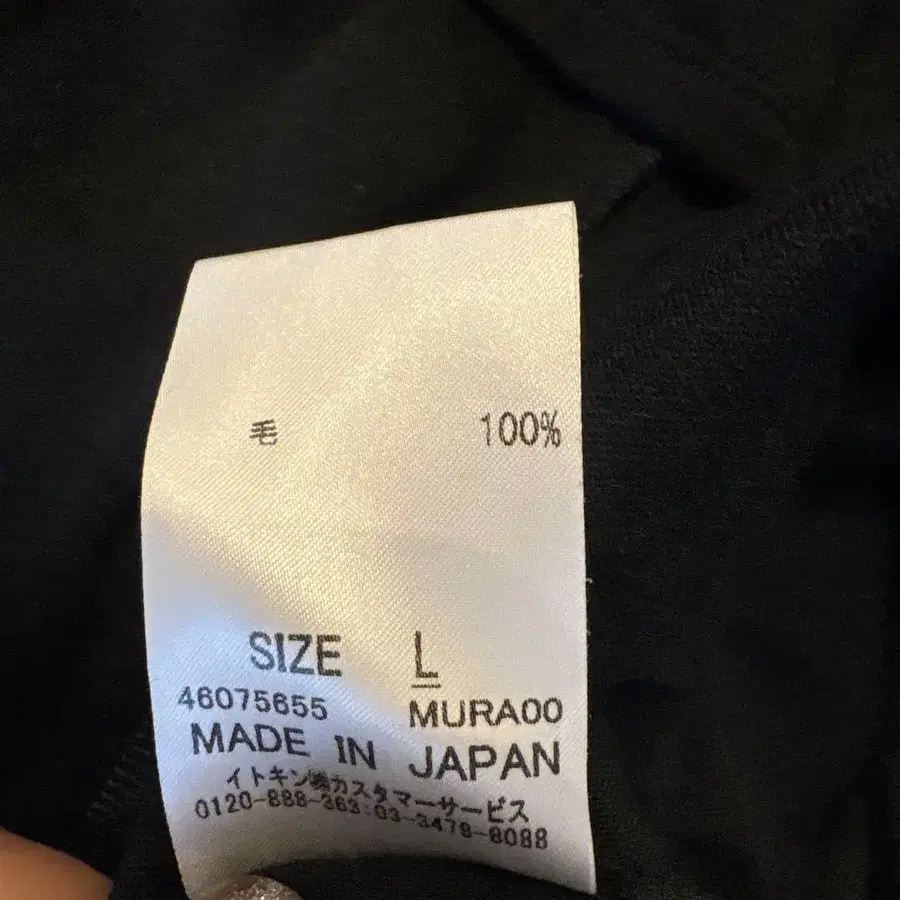 毛 100%
SIZE L
46075655 MURA00
MADE IN JAPAN
イトキン㈱カスタマーサービス
0120-888-363:03-3478-8088